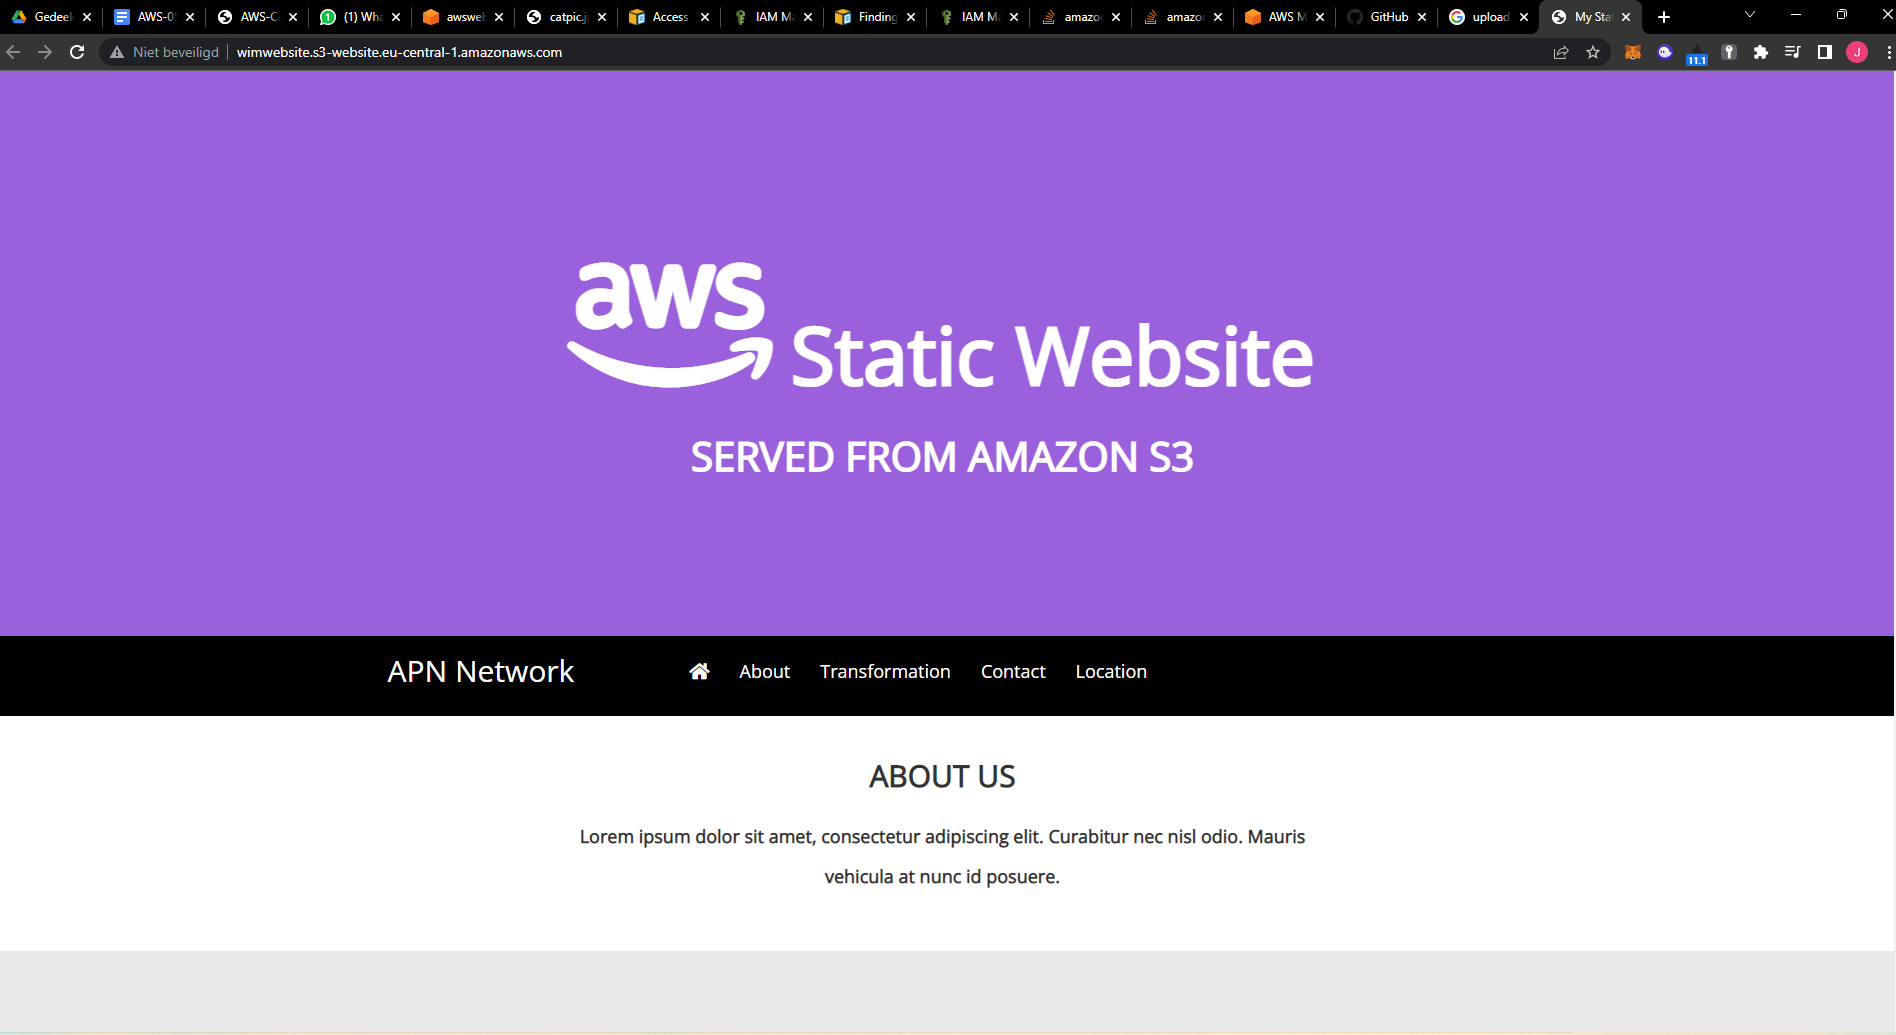 Gedeel
AWS-0
AWS-C
(1) Wha
awswel
catpic.j
Access
IAM Ma
Finding
IAM Ma
amazo
amazo
AWS M
GitHub
upload
My Sta
Niet beveiligd
wimwebsite.s3-website.eu-central-1.amazonaws.com
11.1
J
aws Static Website
SERVED FROM AMAZON S3
APN Network
About
Transformation
Contact
Location
ABOUT US
Lorem ipsum dolor sit amet, consectetur adipiscing elit. Curabitur nec nisl odio. Mauris
vehicula at nunc id posuere.